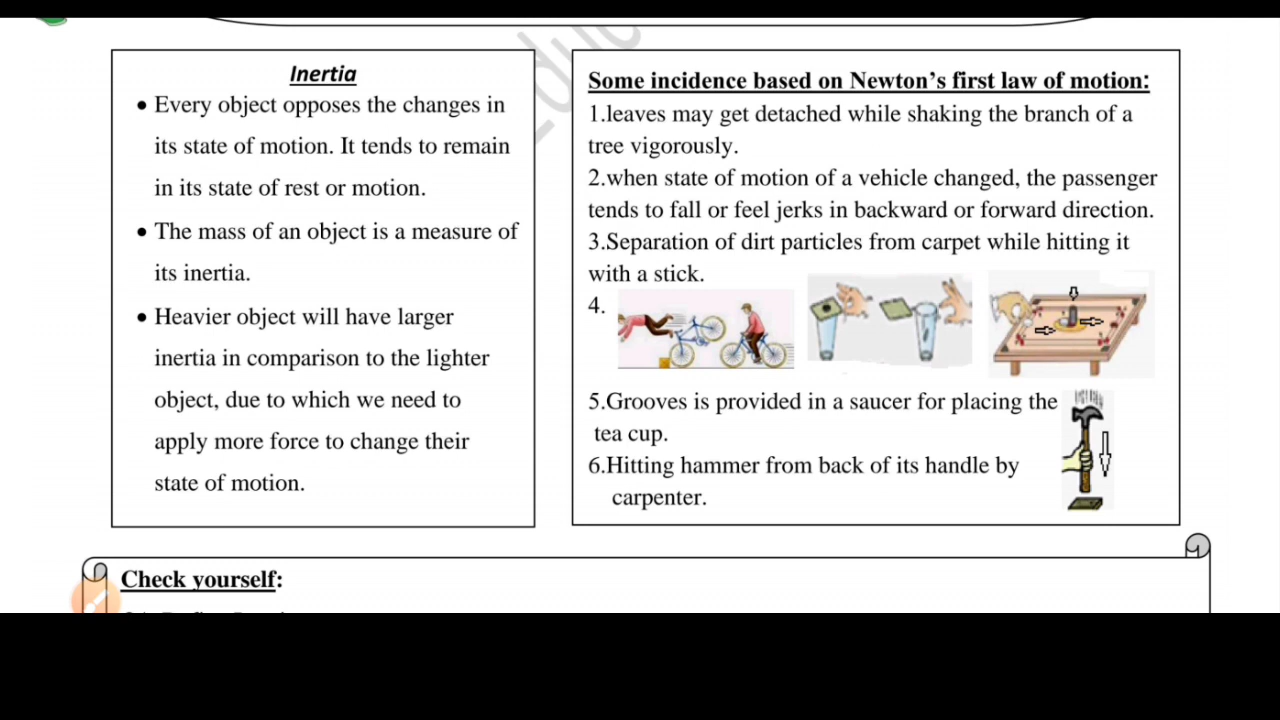 Inertia
• Every object opposes the changes in
its state of motion. It tends to remain
in its state of rest or motion.
• The mass of an object is a measure of
its inertia.
• Heavier object will have larger
inertia in comparison to the lighter
object, due to which we need to
apply more force to change their
state of motion.
Some incidence based on Newton’s first law of motion:
1.leaves may get detached while shaking the branch of a
tree vigorously.
2.when state of motion of a vehicle changed, the passenger
tends to fall or feel jerks in backward or forward direction.
3.Separation of dirt particles from carpet while hitting it
with a stick.
4.
5.Grooves is provided in a saucer for placing the
tea cup.
6.Hitting hammer from back of its handle by
carpenter.
Check yourself: